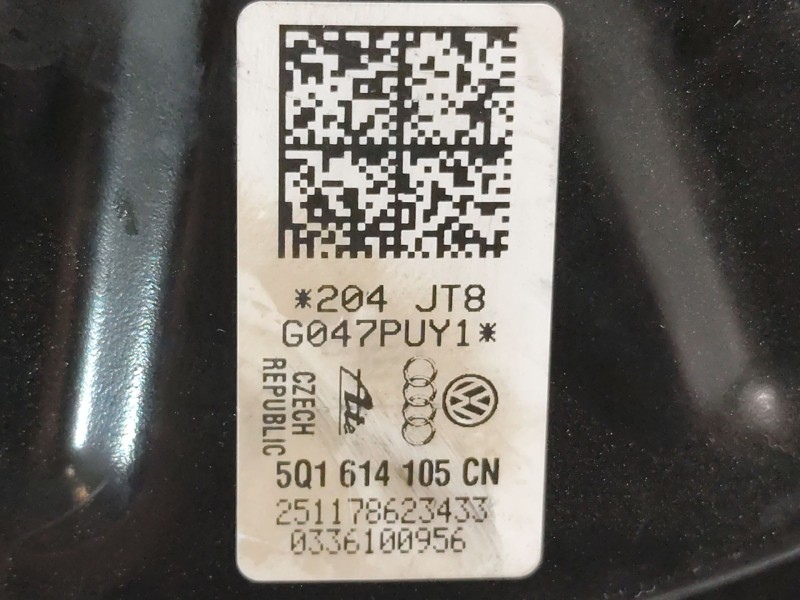 *204 JT8
G047PUY1*
CZECH
REPUBLIC
Ate
5Q1 614 105 CN
251178623433
0336100956